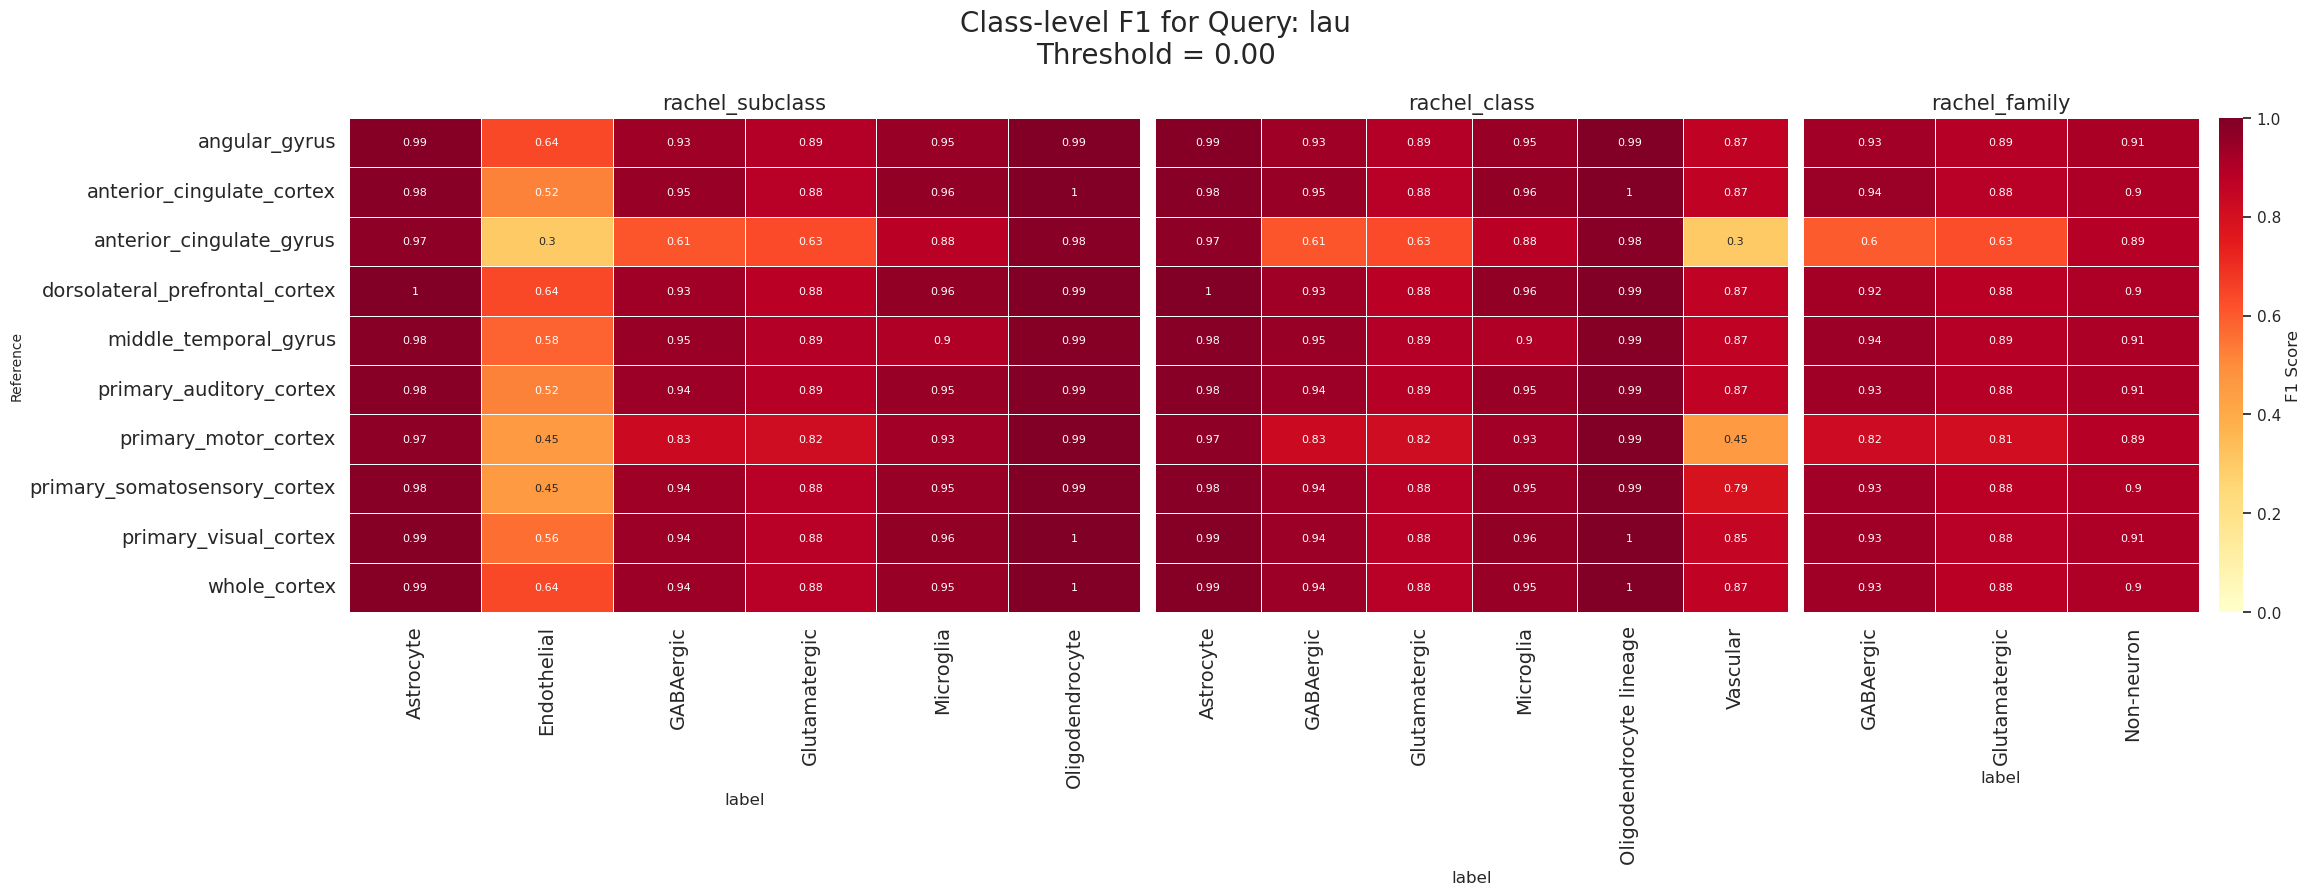 Class-level F1 for Query: lau
Threshold = 0.00
rachel_subclass rachel_class rachel_family
angular_gyrus 0.99 0.64 0.93 0.89 0.95 0.99 0.99 0.93 0.89 0.95 0.99 0.87 0.93 0.89 0.91 1.0
anterior_cingulate_cortex 0.98 0.52 0.95 0.88 0.96 1 0.98 0.95 0.88 0.96 1 0.87 0.94 0.88 0.9
anterior_cingulate_gyrus 0.97 0.3 0.61 0.63 0.88 0.98 0.97 0.61 0.63 0.88 0.98 0.3 0.6 0.63 0.89 0.8
dorsolateral_prefrontal_cortex 1 0.64 0.93 0.88 0.96 0.99 1 0.93 0.88 0.96 0.99 0.87 0.92 0.88 0.9
middle_temporal_gyrus 0.98 0.58 0.95 0.89 0.9 0.99 0.98 0.95 0.89 0.9 0.99 0.87 0.94 0.89 0.91 0.6
Reference
F1 Score
primary_auditory_cortex 0.98 0.52 0.94 0.89 0.95 0.99 0.98 0.94 0.89 0.95 0.99 0.87 0.93 0.88 0.91
primary_motor_cortex 0.97 0.45 0.83 0.82 0.93 0.99 0.97 0.83 0.82 0.93 0.99 0.45 0.82 0.81 0.89 0.4
primary_somatosensory_cortex 0.98 0.45 0.94 0.88 0.95 0.99 0.98 0.94 0.88 0.95 0.99 0.79 0.93 0.88 0.9
0.2
primary_visual_cortex 0.99 0.56 0.94 0.88 0.96 1 0.99 0.94 0.88 0.96 1 0.85 0.93 0.88 0.91
whole_cortex 0.99 0.64 0.94 0.88 0.95 1 0.99 0.94 0.88 0.95 1 0.87 0.93 0.88 0.9
0.0
Astrocyte
Endothelial
GABAergic
Glutamatergic
Microglia
Oligodendrocyte
Astrocyte
GABAergic
Glutamatergic
Microglia
Oligodendrocyte lineage
Vascular
GABAergic
Glutamatergic
Non-neuron
label
label
label